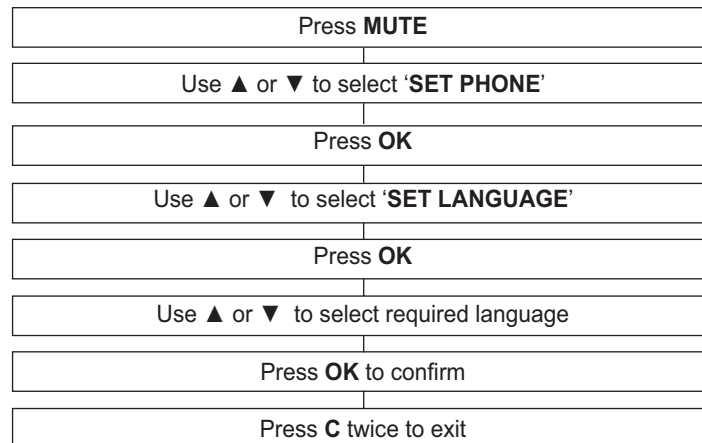 Press MUTE
Use ▲ or ▼ to select ‘SET PHONE’
Press OK
Use ▲ or ▼ to select ‘SET LANGUAGE’
Press OK
Use ▲ or ▼ to select required language
Press OK to confirm
Press C twice to exit